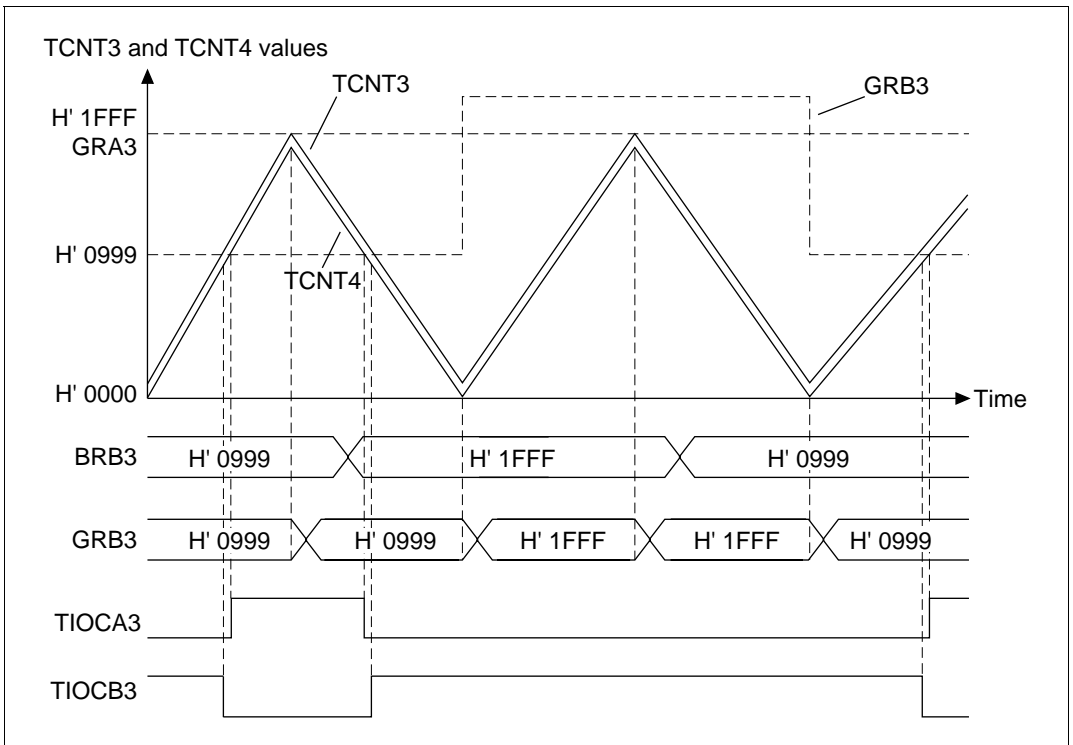 TCNT3 and TCNT4 values
TCNT3
GRB3
H' 1FFF
GRA3
H' 0999
TCNT4
H' 0000
Time
BRB3 H' 0999 H' 1FFF H' 0999
GRB3 H' 0999 H' 0999 H' 1FFF H' 1FFF H' 0999
TIOCA3
TIOCB3